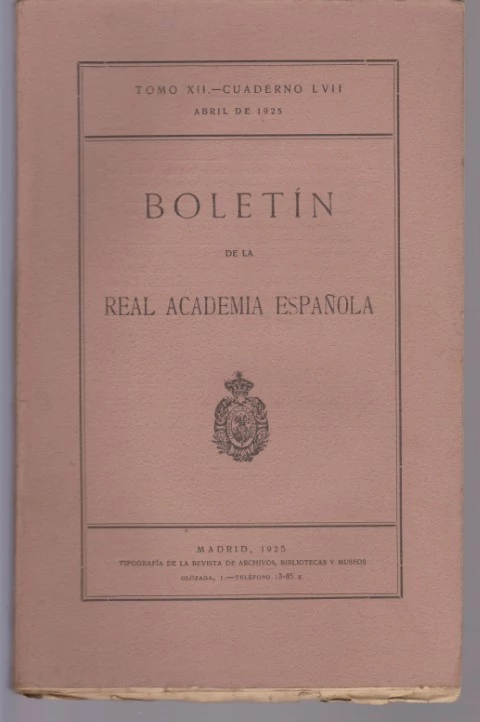 TOMO XII.—CUADERNO LVII
ABRIL DE 1925
BOLETÍN
DE LA
REAL ACADEMIA ESPAÑOLA
MADRID, 1925
TIPOGRAFÍA DE LA REVISTA DE ARCHIVOS, BIBLIOTECAS Y MUSEOS
OLÓZAGA, 1.—TELÉFONO